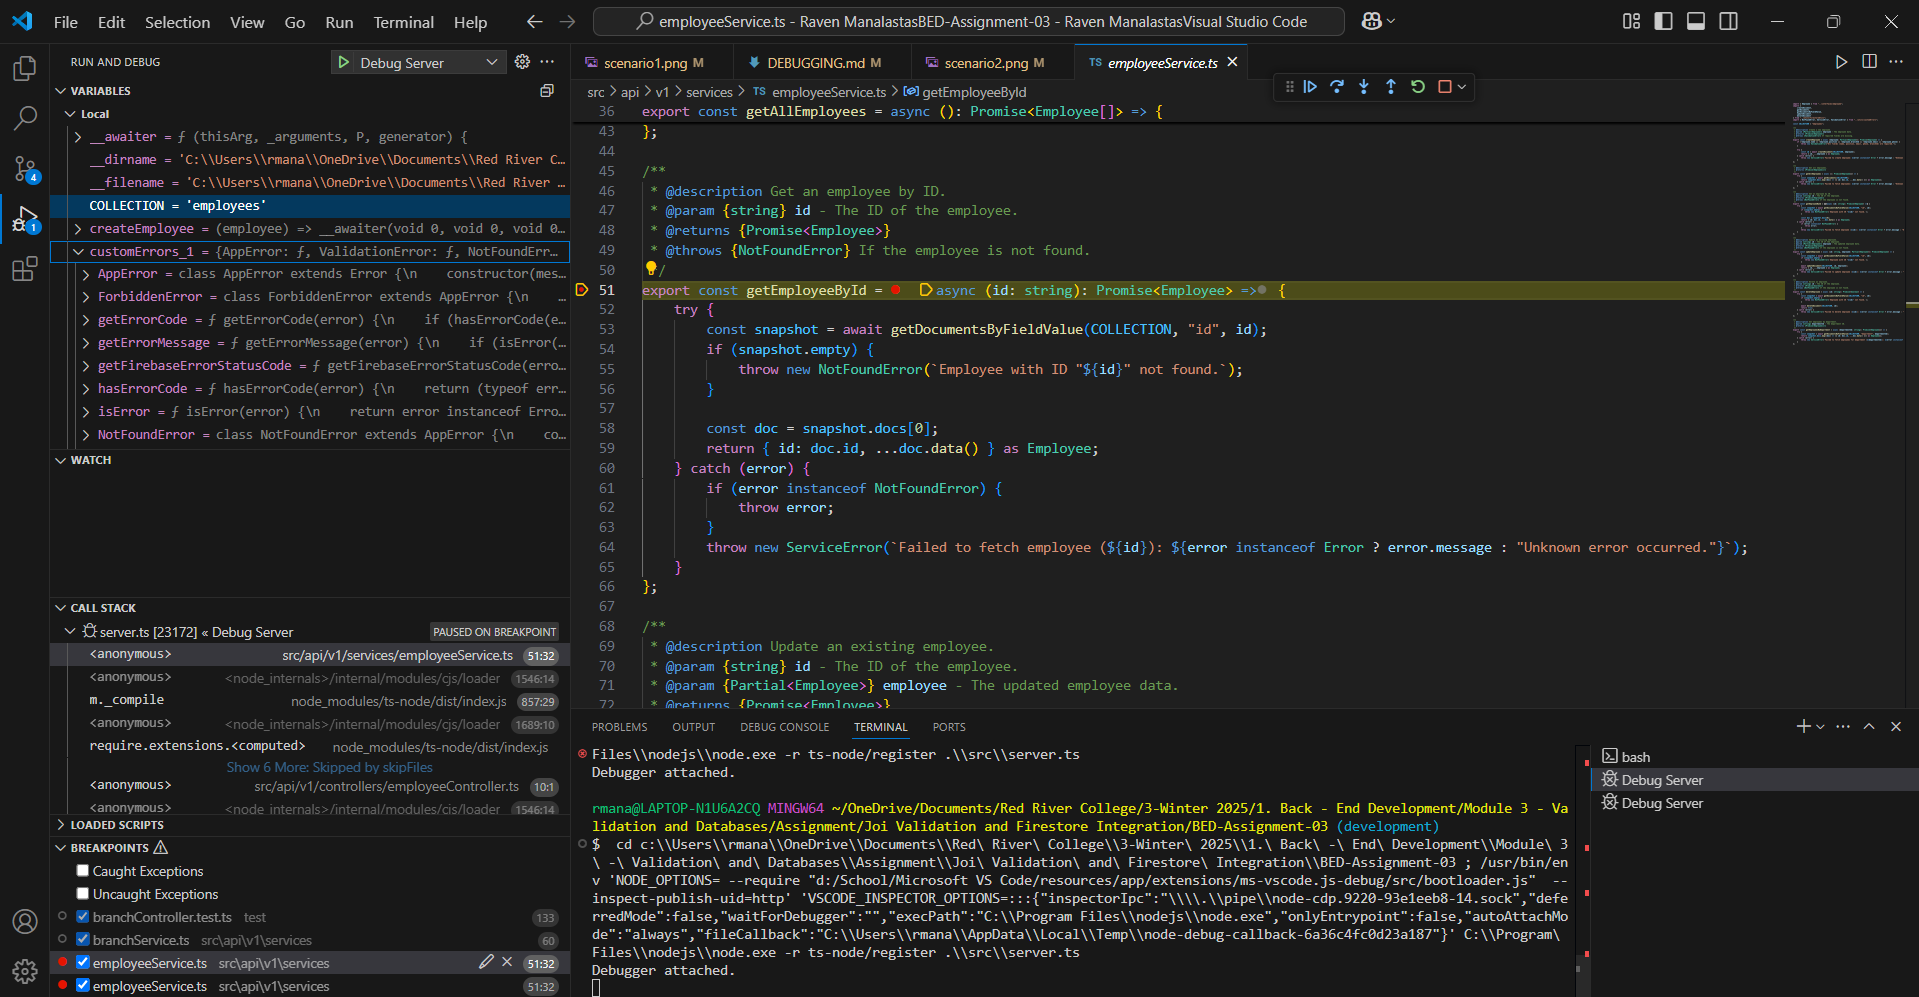 File Edit Selection View Go Run Terminal Help
employeeService.ts - Raven ManalastasBED-Assignment-03 - Raven ManalastasVisual Studio Code
RUN AND DEBUG
Debug Server
VARIABLES
Local
__awaiter = ƒ (thisArg, _arguments, P, generator) {
__dirname = 'C:\\Users\\rmana\\OneDrive\\Documents\\Red River C…
__filename = 'C:\\Users\\rmana\\OneDrive\\Documents\\Red River …
COLLECTION = 'employees'
createEmployee = (employee) => __awaiter(void 0, void 0, void 0…
customErrors_1 = {AppError: ƒ, ValidationError: ƒ, NotFoundErr…
AppError = class AppError extends Error {\n    constructor(mes…
ForbiddenError = class ForbiddenError extends AppError {\n    …
getErrorCode = ƒ getErrorCode(error) {\n    if (hasErrorCode(e…
getErrorMessage = ƒ getErrorMessage(error) {\n    if (isError(…
getFirebaseErrorStatusCode = ƒ getFirebaseErrorStatusCode(erro…
hasErrorCode = ƒ hasErrorCode(error) {\n    return (typeof err…
isError = ƒ isError(error) {\n    return error instanceof Erro…
NotFoundError = class NotFoundError extends AppError {\n    co…
WATCH
CALL STACK
server.ts [23172] « Debug Server PAUSED ON BREAKPOINT
<anonymous> src/api/v1/services/employeeService.ts 51:32
<anonymous> <node_internals>/internal/modules/cjs/loader 1546:14
m._compile node_modules/ts-node/dist/index.js 857:29
<anonymous> <node_internals>/internal/modules/cjs/loader 1689:10
require.extensions.<computed> node_modules/ts-node/dist/index.js
Show 6 More: Skipped by skipFiles
<anonymous> src/api/v1/controllers/employeeController.ts 10:1
<anonymous> <node_internals>/internal/modules/cjs/loader 1546:14
LOADED SCRIPTS
BREAKPOINTS
Caught Exceptions
Uncaught Exceptions
branchController.test.ts test 133
branchService.ts src\api\v1\services 60
employeeService.ts src\api\v1\services 51:32
employeeService.ts src\api\v1\services 51:32
4
1
scenario1.png M
DEBUGGING.md M
scenario2.png M
TS employeeService.ts
src > api > v1 > services > TS employeeService.ts > getEmployeeById
36 export const getAllEmployees = async (): Promise<Employee[]> => {
43 };
44
45 /**
46 * @description Get an employee by ID.
47 * @param {string} id - The ID of the employee.
48 * @returns {Promise<Employee>}
49 * @throws {NotFoundError} If the employee is not found.
50 /
51 export const getEmployeeById = async (id: string): Promise<Employee> => {
52 try {
53 const snapshot = await getDocumentsByFieldValue(COLLECTION, "id", id);
54 if (snapshot.empty) {
55 throw new NotFoundError(`Employee with ID "${id}" not found.`);
56 }
57
58 const doc = snapshot.docs[0];
59 return { id: doc.id, ...doc.data() } as Employee;
60 } catch (error) {
61 if (error instanceof NotFoundError) {
62 throw error;
63 }
64 throw new ServiceError(`Failed to fetch employee (${id}): ${error instanceof Error ? error.message : "Unknown error occurred."}`);
65 }
66 };
67
68 /**
69 * @description Update an existing employee.
70 * @param {string} id - The ID of the employee.
71 * @param {Partial<Employee>} employee - The updated employee data.
72 * @returns {Promise<Employee>}
PROBLEMS OUTPUT DEBUG CONSOLE TERMINAL PORTS
Files\\nodejs\\node.exe -r ts-node/register .\\src\\server.ts
Debugger attached.
rmana@LAPTOP-N1U6A2CQ MINGW64 ~/OneDrive/Documents/Red River College/3-Winter 2025/1. Back - End Development/Module 3 - Va
lidation and Databases/Assignment/Joi Validation and Firestore Integration/BED-Assignment-03 (development)
$ cd c:\\Users\\rmana\\OneDrive\\Documents\\Red\ River\ College\\3-Winter\ 2025\\1.\ Back\ -\ End\ Development\\Module\ 3
\ -\ Validation\ and\ Databases\\Assignment\\Joi\ Validation\ and\ Firestore\ Integration\\BED-Assignment-03 ; /usr/bin/en
v 'NODE_OPTIONS= --require "d:/School/Microsoft VS Code/resources/app/extensions/ms-vscode.js-debug/src/bootloader.js"  --
inspect-publish-uid=http' 'VSCODE_INSPECTOR_OPTIONS=:::{"inspectorIpc":"\\\\.\\pipe\\node-cdp.9220-93e1eeb8-14.sock","defe
rredMode":false,"waitForDebugger":"","execPath":"C:\\Program Files\\nodejs\\node.exe","onlyEntrypoint":false,"autoAttachMo
de":"always","fileCallback":"C:\\Users\\rmana\\AppData\\Local\\Temp\\node-debug-callback-6a36c4fc0d23a187"}' C:\\Program\
Files\\nodejs\\node.exe -r ts-node/register .\\src\\server.ts
Debugger attached.
bash
Debug Server
Debug Server